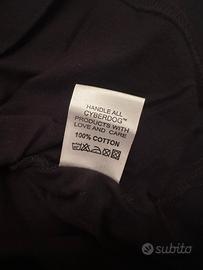 HANDLE ALL
CYBERDOG™
PRODUCTS WITH
LOVE AND CARE
100% COTTON
subito